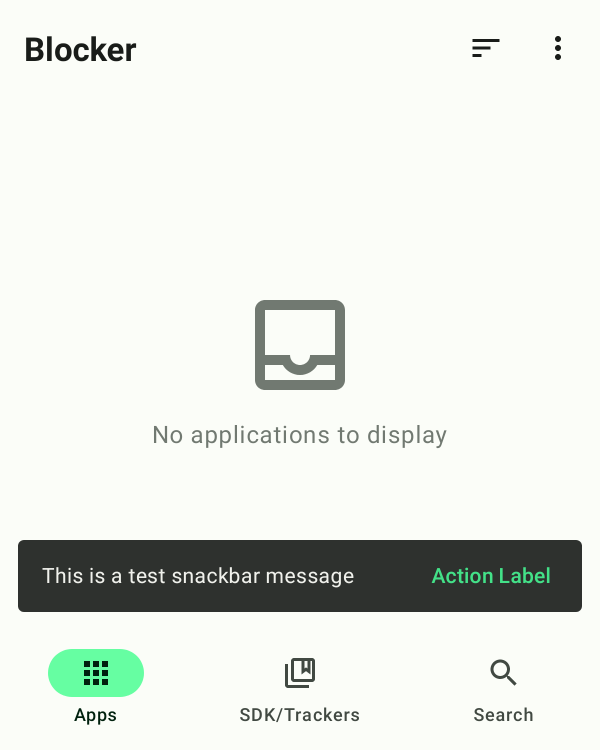 Blocker
No applications to display
This is a test snackbar message
Action Label
Apps
SDK/Trackers
Search